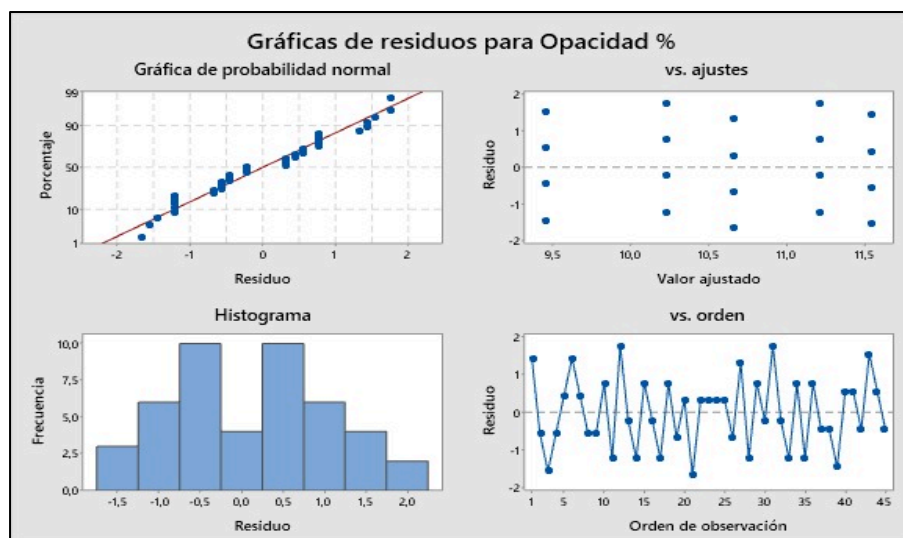 Gráficas de residuos para Opacidad %
Gráfica de probabilidad normal
99
90
50
10
1
Porcentaje
-2 -1 0 1 2
Residuo
vs. ajustes
2
1
0
-1
-2
Residuo
9,5 10,0 10,5 11,0 11,5
Valor ajustado
Histograma
10,0
7,5
5,0
2,5
0,0
Frecuencia
-1,5 -1,0 -0,5 0,0 0,5 1,0 1,5 2,0
Residuo
vs. orden
2
1
0
-1
-2
Residuo
1 5 10 15 20 25 30 35 40 45
Orden de observación